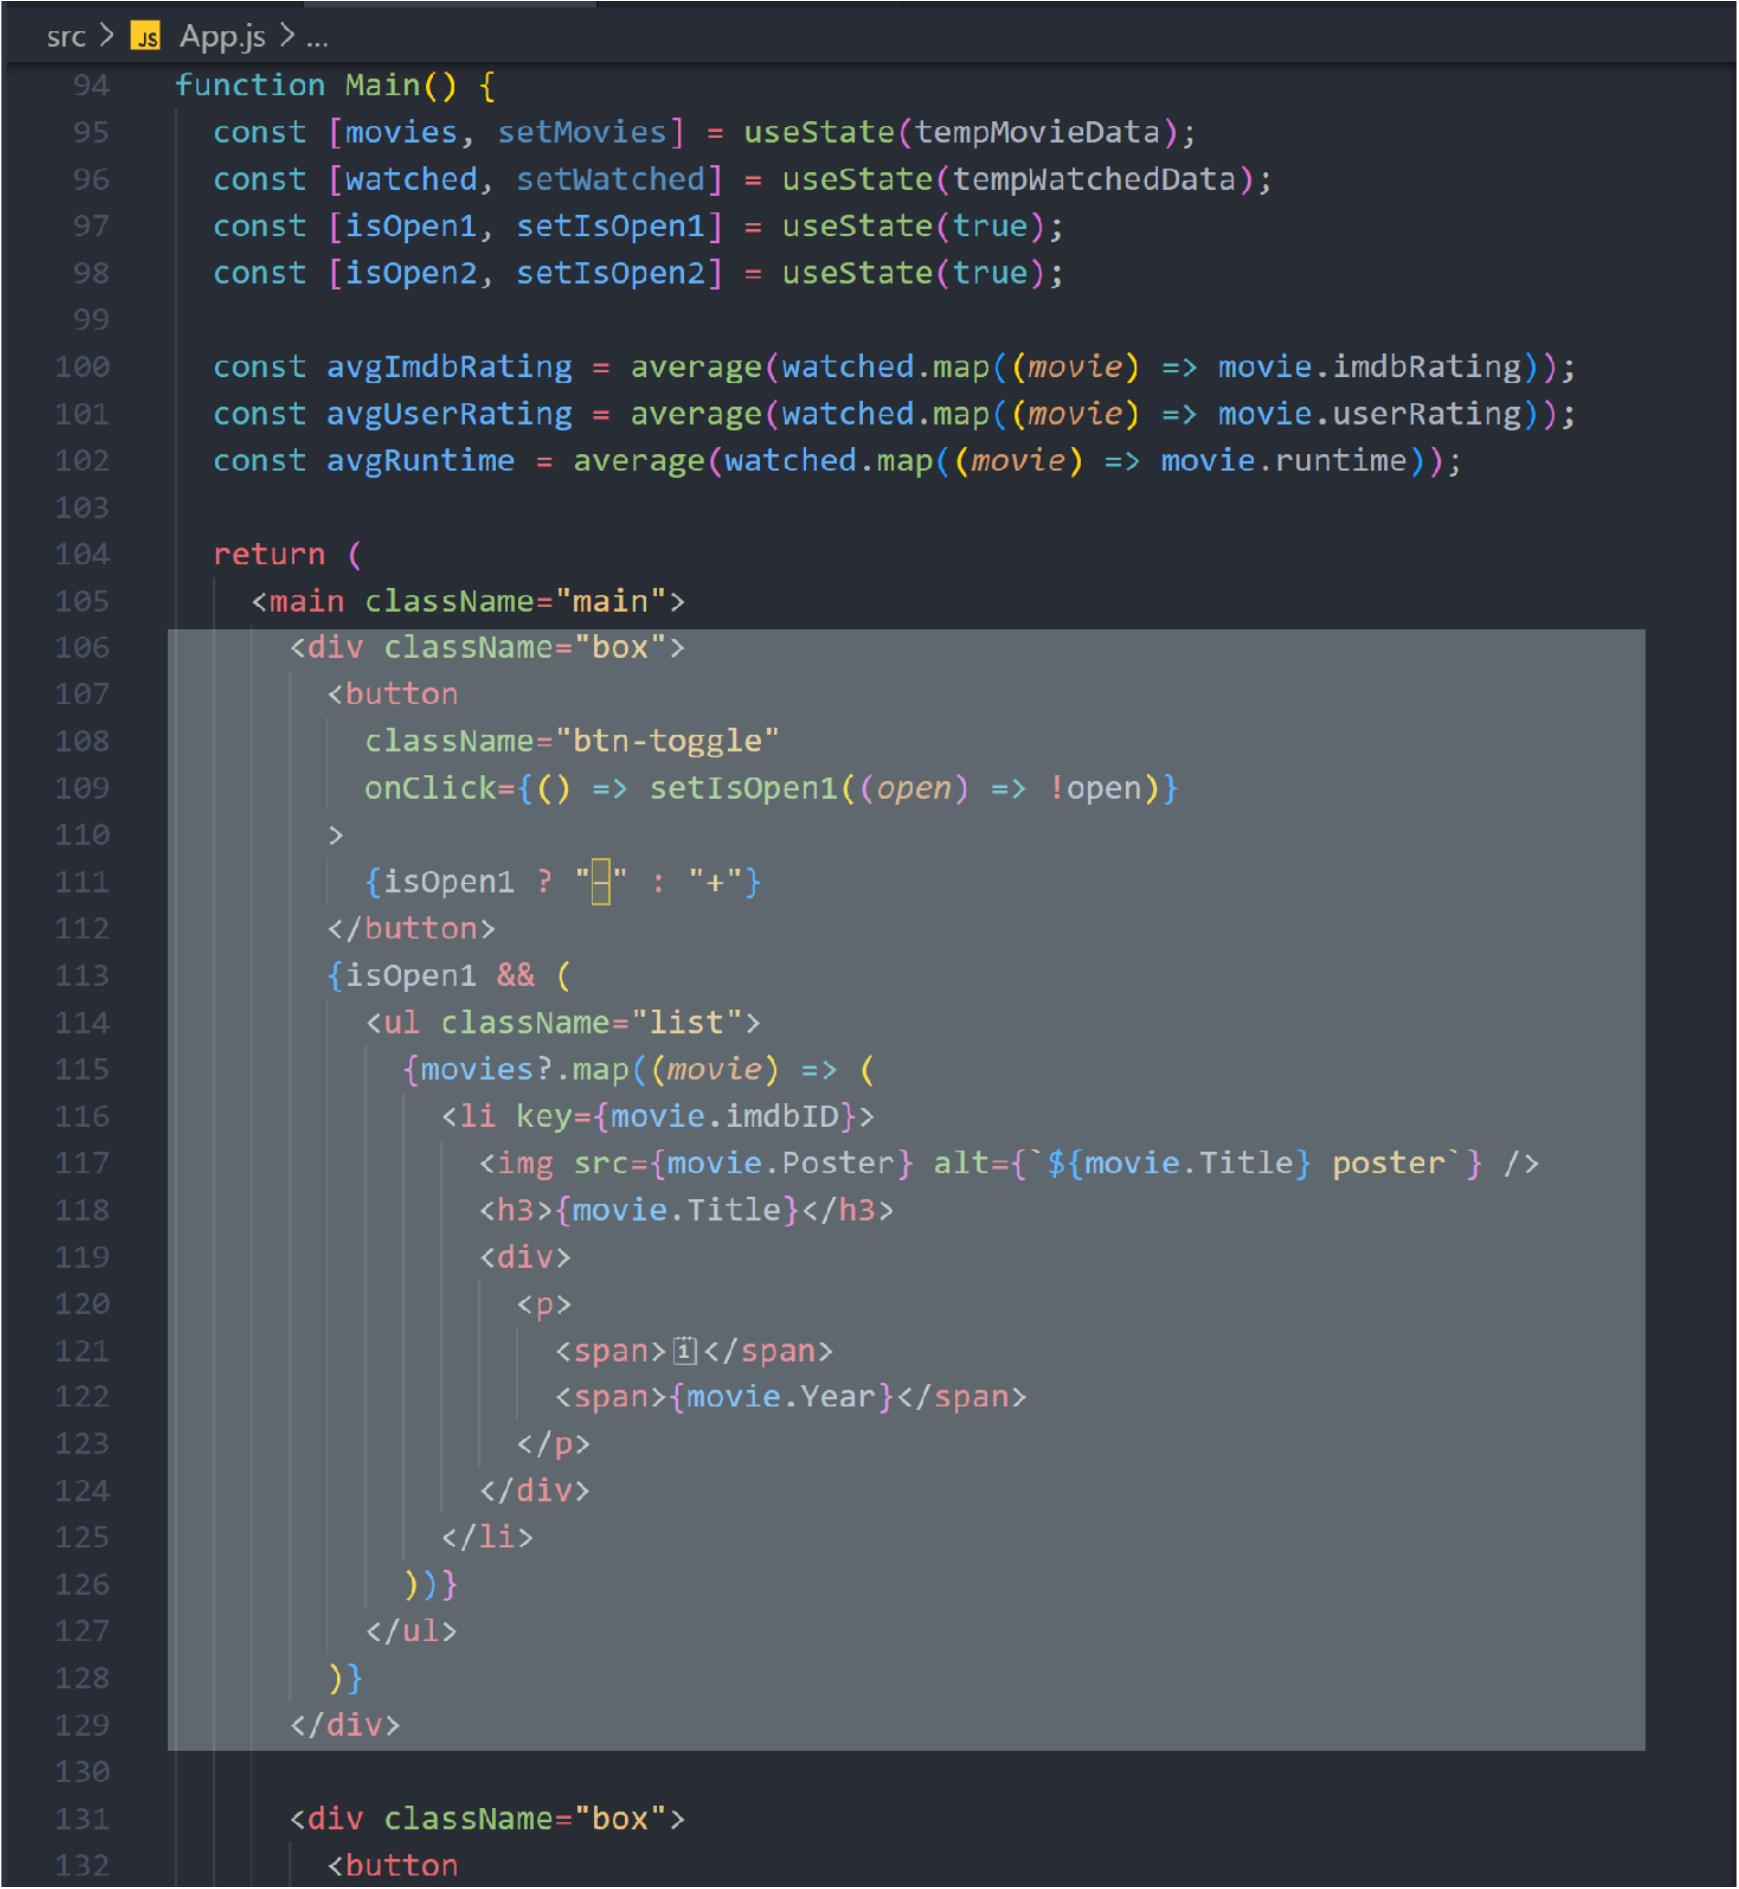 src > JS App.js > ...
94 function Main() {
95   const [movies, setMovies] = useState(tempMovieData);
96   const [watched, setWatched] = useState(tempWatchedData);
97   const [isOpen1, setIsOpen1] = useState(true);
98   const [isOpen2, setIsOpen2] = useState(true);
99
100   const avgImdbRating = average(watched.map((movie) => movie.imdbRating));
101   const avgUserRating = average(watched.map((movie) => movie.userRating));
102   const avgRuntime = average(watched.map((movie) => movie.runtime));
103
104   return (
105     <main className="main">
106       <div className="box">
107         <button
108           className="btn-toggle"
109           onClick={() => setIsOpen1((open) => !open)}
110         >
111           {isOpen1 ? "–" : "+"}
112         </button>
113         {isOpen1 && (
114           <ul className="list">
115             {movies?.map((movie) => (
116               <li key={movie.imdbID}>
117                 <img src={movie.Poster} alt={`${movie.Title} poster`} />
118                 <h3>{movie.Title}</h3>
119                 <div>
120                   <p>
121                     <span>🗓</span>
122                     <span>{movie.Year}</span>
123                   </p>
124                 </div>
125               </li>
126             ))}
127           </ul>
128         )}
129       </div>
130
131       <div className="box">
132         <button